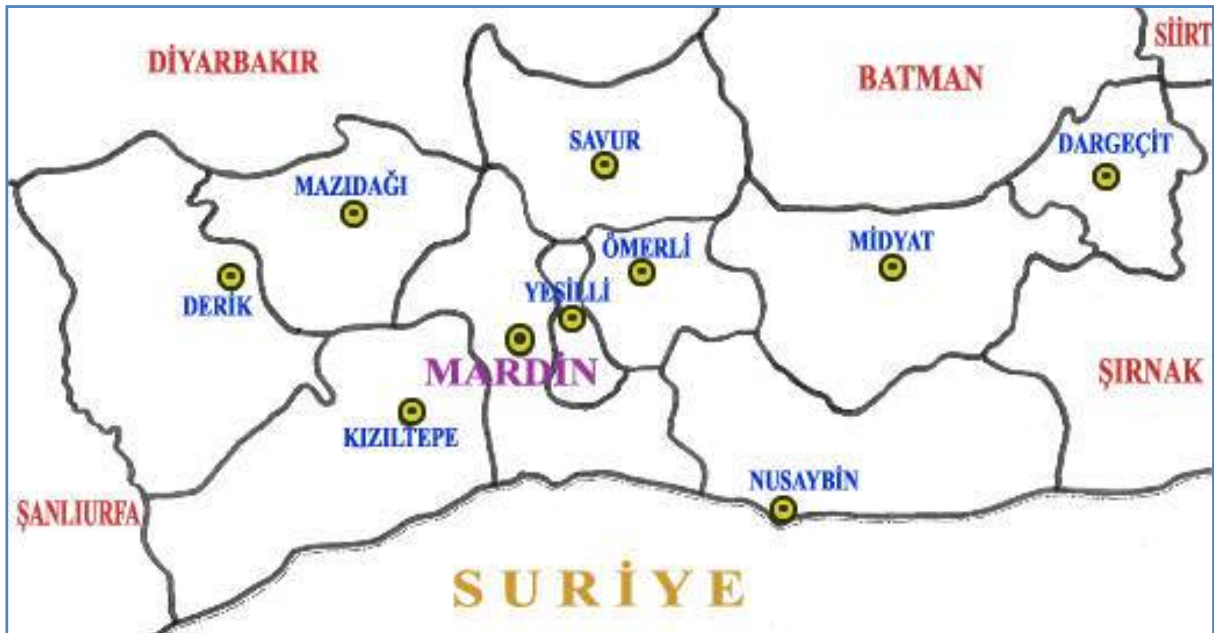 SİİRT
DİYARBAKIR
BATMAN
SAVUR
DARGEÇİT
MAZIDAĞI
ÖMERLİ
MİDYAT
YEŞİLLİ
DERİK
MARDİN
ŞIRNAK
KIZILTEPE
NUSAYBİN
ŞANLIURFA
SURİYE